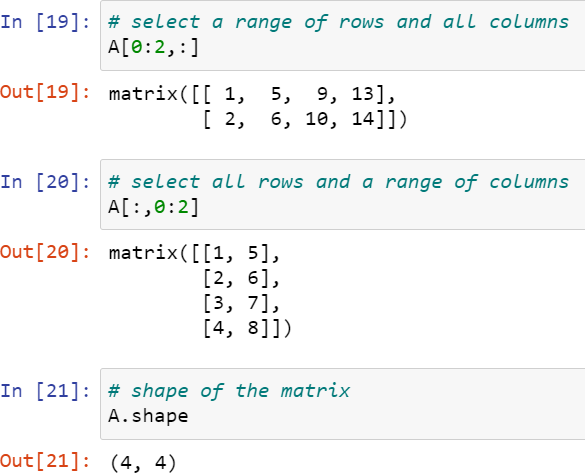 In [19]: # select a range of rows and all columns
A[0:2,:]
Out[19]: matrix([[ 1,  5,  9, 13],
        [ 2,  6, 10, 14]])
In [20]: # select all rows and a range of columns
A[:,0:2]
Out[20]: matrix([[1, 5],
        [2, 6],
        [3, 7],
        [4, 8]])
In [21]: # shape of the matrix
A.shape
Out[21]: (4, 4)